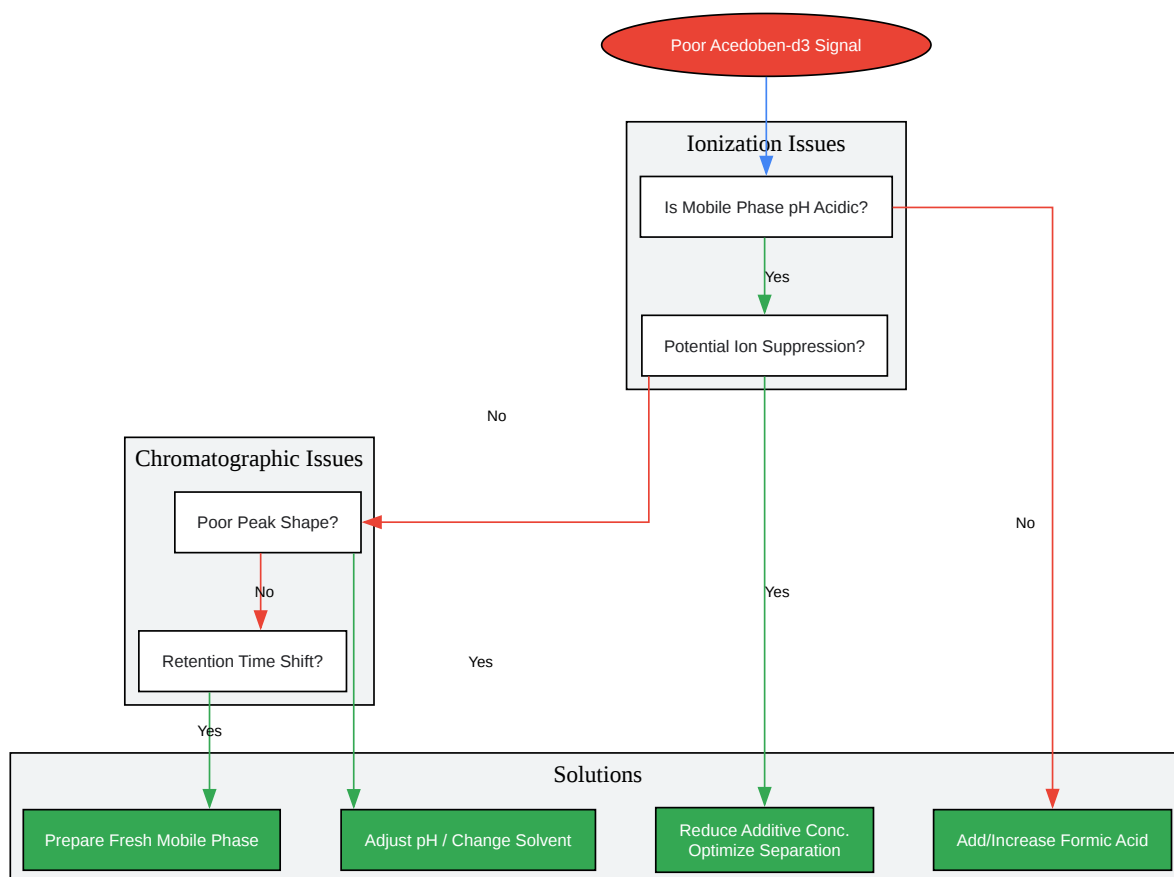 Poor Acedoben-d3 Signal
Ionization Issues
Is Mobile Phase pH Acidic?
Yes
Potential Ion Suppression?
No
Chromatographic Issues
Poor Peak Shape?
No
No
Yes
Retention Time Shift?
Yes
Yes
Solutions
Prepare Fresh Mobile Phase
Adjust pH / Change Solvent
Reduce Additive Conc.
Optimize Separation
Add/Increase Formic Acid